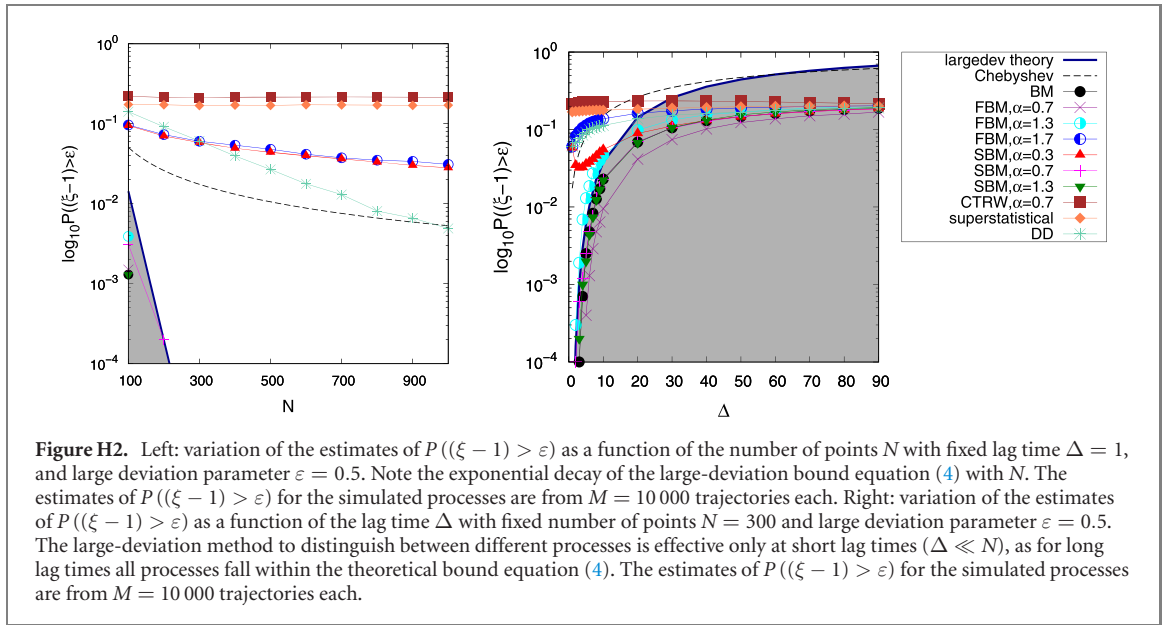 10⁰
10⁻¹
10⁻²
10⁻³
10⁻⁴
log₁₀P((ξ−1)>ε)
100 300 500 700 900
N
10⁰
10⁻¹
10⁻²
10⁻³
10⁻⁴
log₁₀P((ξ−1)>ε)
0 10 20 30 40 50 60 70 80 90
Δ
largedev theory
Chebyshev
BM
FBM,α=0.7
FBM,α=1.3
FBM,α=1.7
SBM,α=0.3
SBM,α=0.7
SBM,α=1.3
CTRW,α=0.7
superstatistical
DD
Figure H2. Left: variation of the estimates of P((ξ − 1) > ε) as a function of the number of points N with fixed lag time Δ = 1,
and large deviation parameter ε = 0.5. Note the exponential decay of the large-deviation bound equation (4) with N. The
estimates of P((ξ − 1) > ε) for the simulated processes are from M = 10 000 trajectories each. Right: variation of the estimates
of P((ξ − 1) > ε) as a function of the lag time Δ with fixed number of points N = 300 and large deviation parameter ε = 0.5.
The large-deviation method to distinguish between different processes is effective only at short lag times (Δ ≪ N), as for long
lag times all processes fall within the theoretical bound equation (4). The estimates of P((ξ − 1) > ε) for the simulated processes
are from M = 10 000 trajectories each.